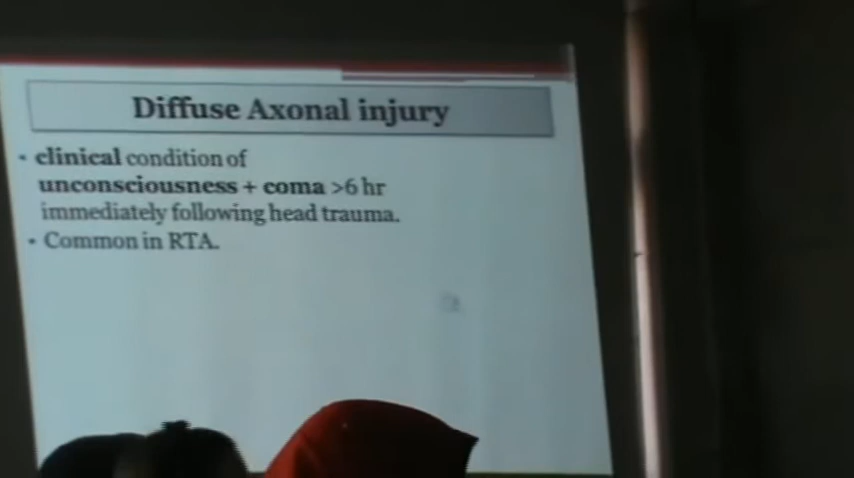 Diffuse Axonal injury
• clinical condition of
unconsciousness + coma >6 hr
immediately following head trauma.
• Common in RTA.